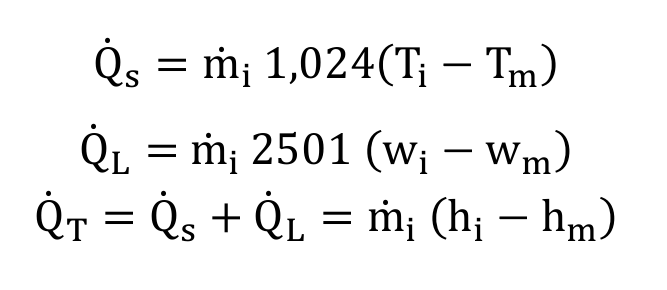 Q̇s = ṁi 1,024(Ti − Tm)
Q̇L = ṁi 2501 (wi − wm)
Q̇T = Q̇s + Q̇L = ṁi (hi − hm)